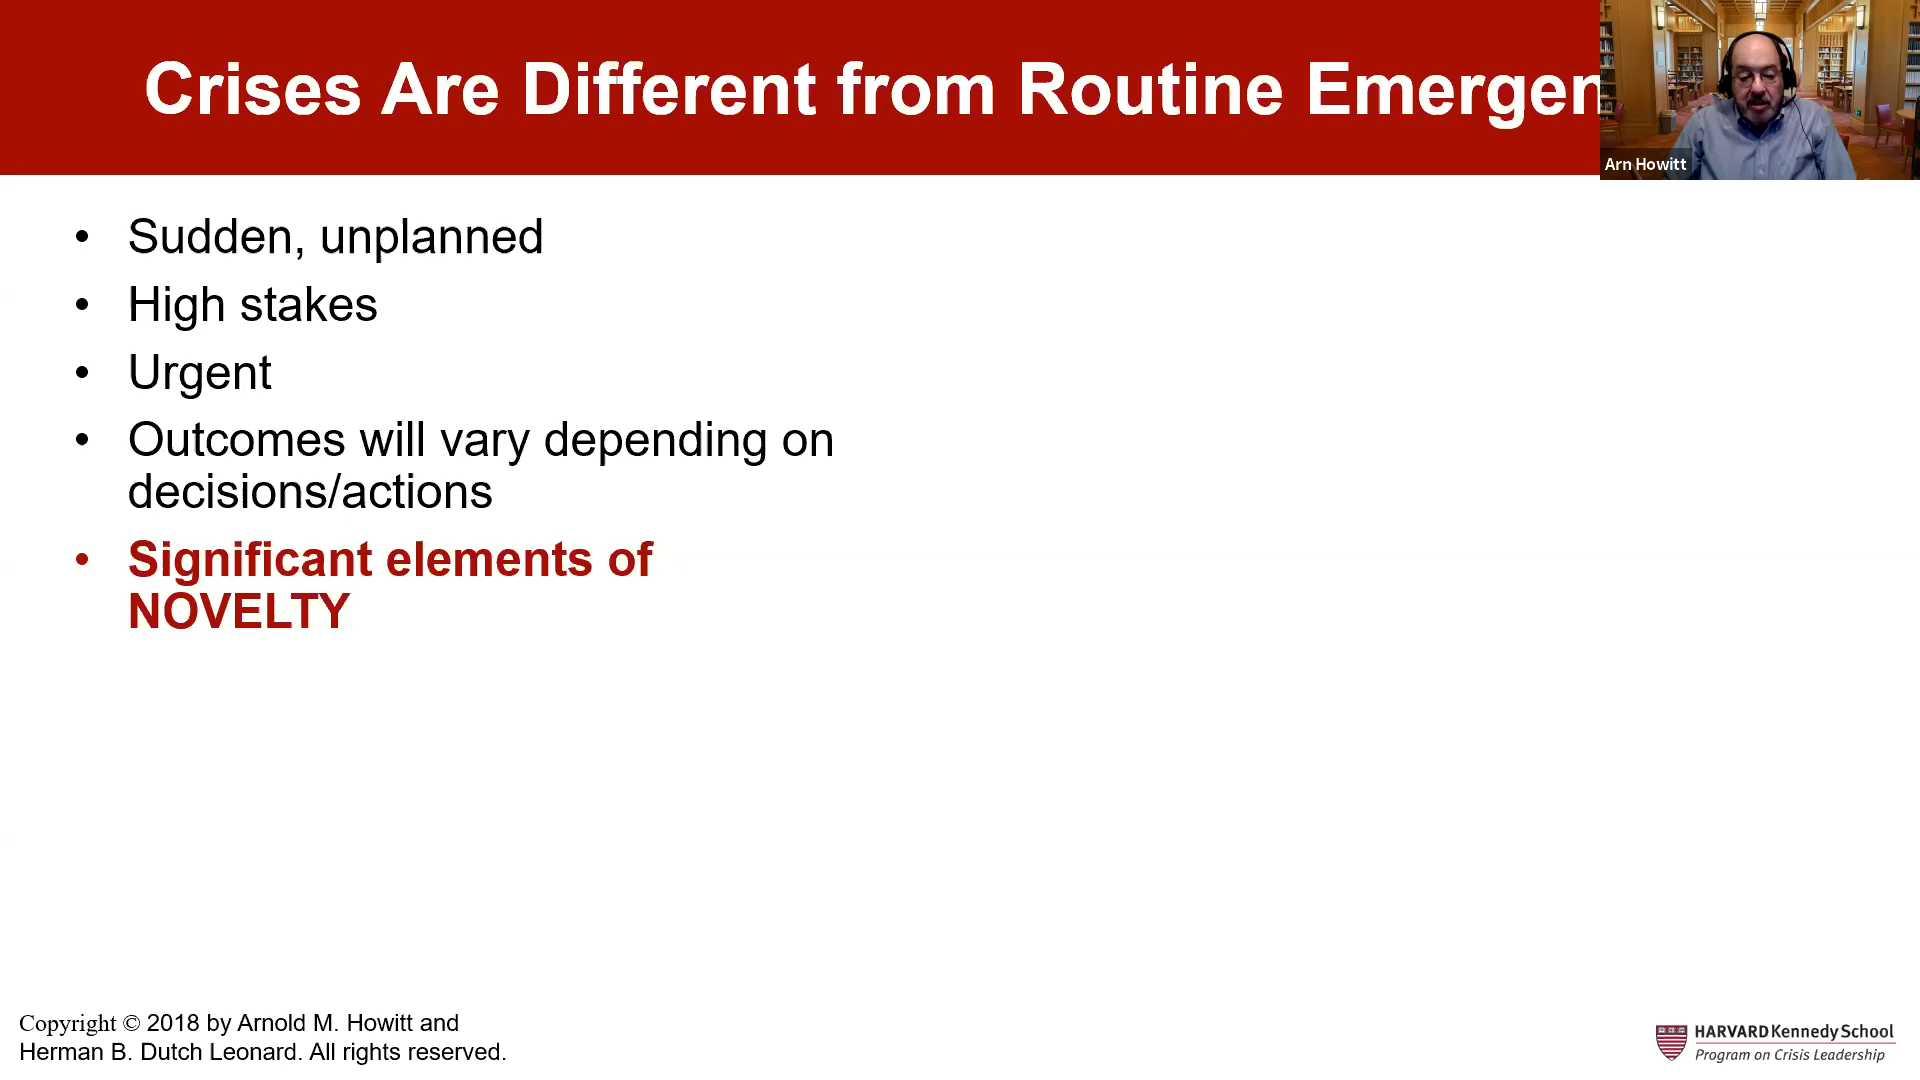 Crises Are Different from Routine Emergen
Arn Howitt
• Sudden, unplanned
• High stakes
• Urgent
• Outcomes will vary depending on
decisions/actions
• Significant elements of
NOVELTY
Copyright © 2018 by Arnold M. Howitt and
Herman B. Dutch Leonard. All rights reserved.
HARVARD Kennedy School
Program on Crisis Leadership